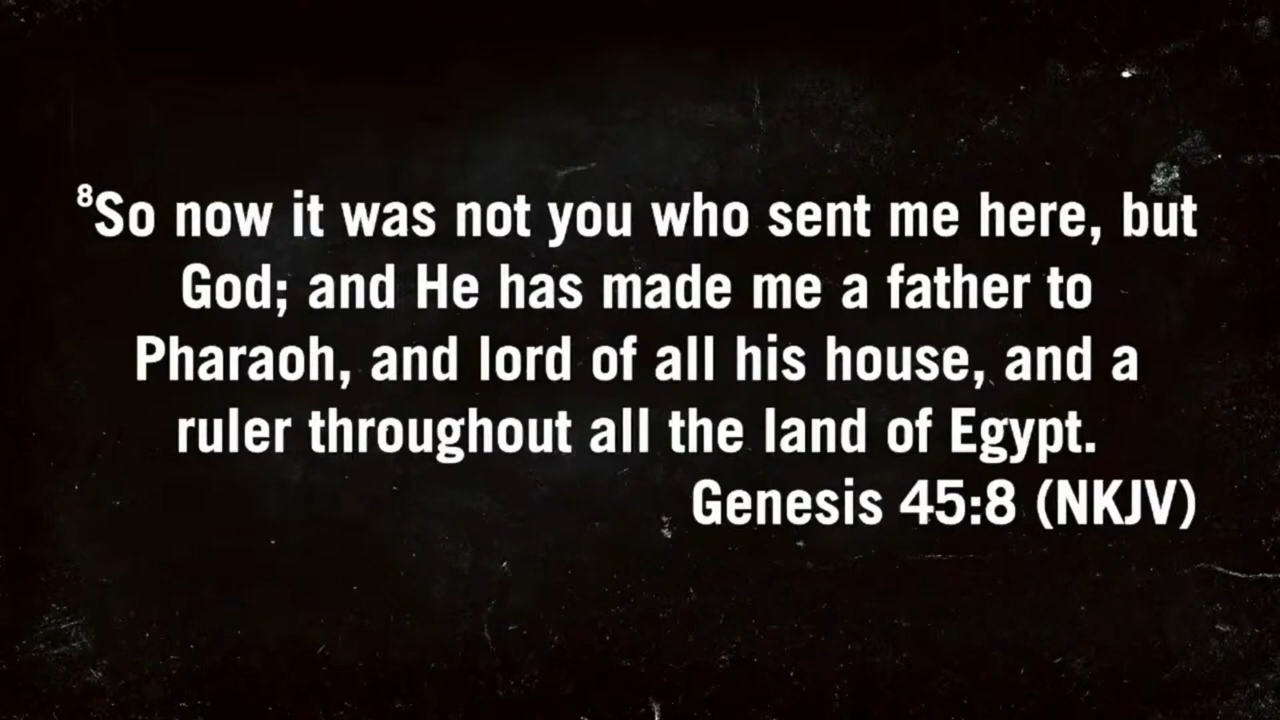 ⁸So now it was not you who sent me here, but
God; and He has made me a father to
Pharaoh, and lord of all his house, and a
ruler throughout all the land of Egypt.
Genesis 45:8 (NKJV)